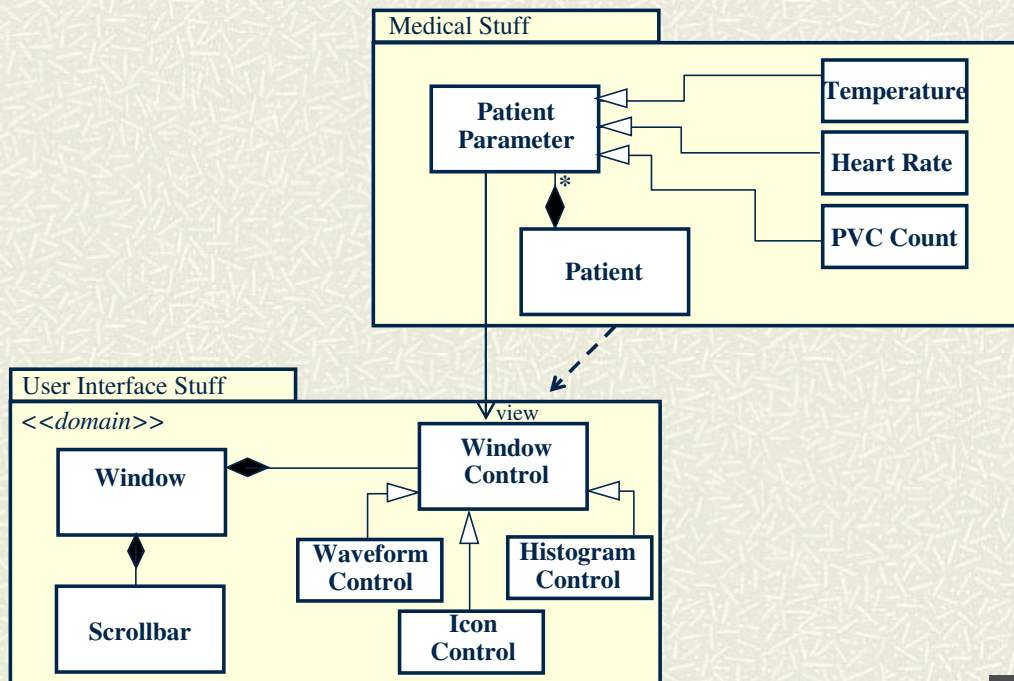 Medical Stuff
Patient
Parameter
Temperature
Heart Rate
PVC Count
*
Patient
User Interface Stuff
<<domain>>
view
Window
Window
Control
Waveform
Control
Histogram
Control
Icon
Control
Scrollbar